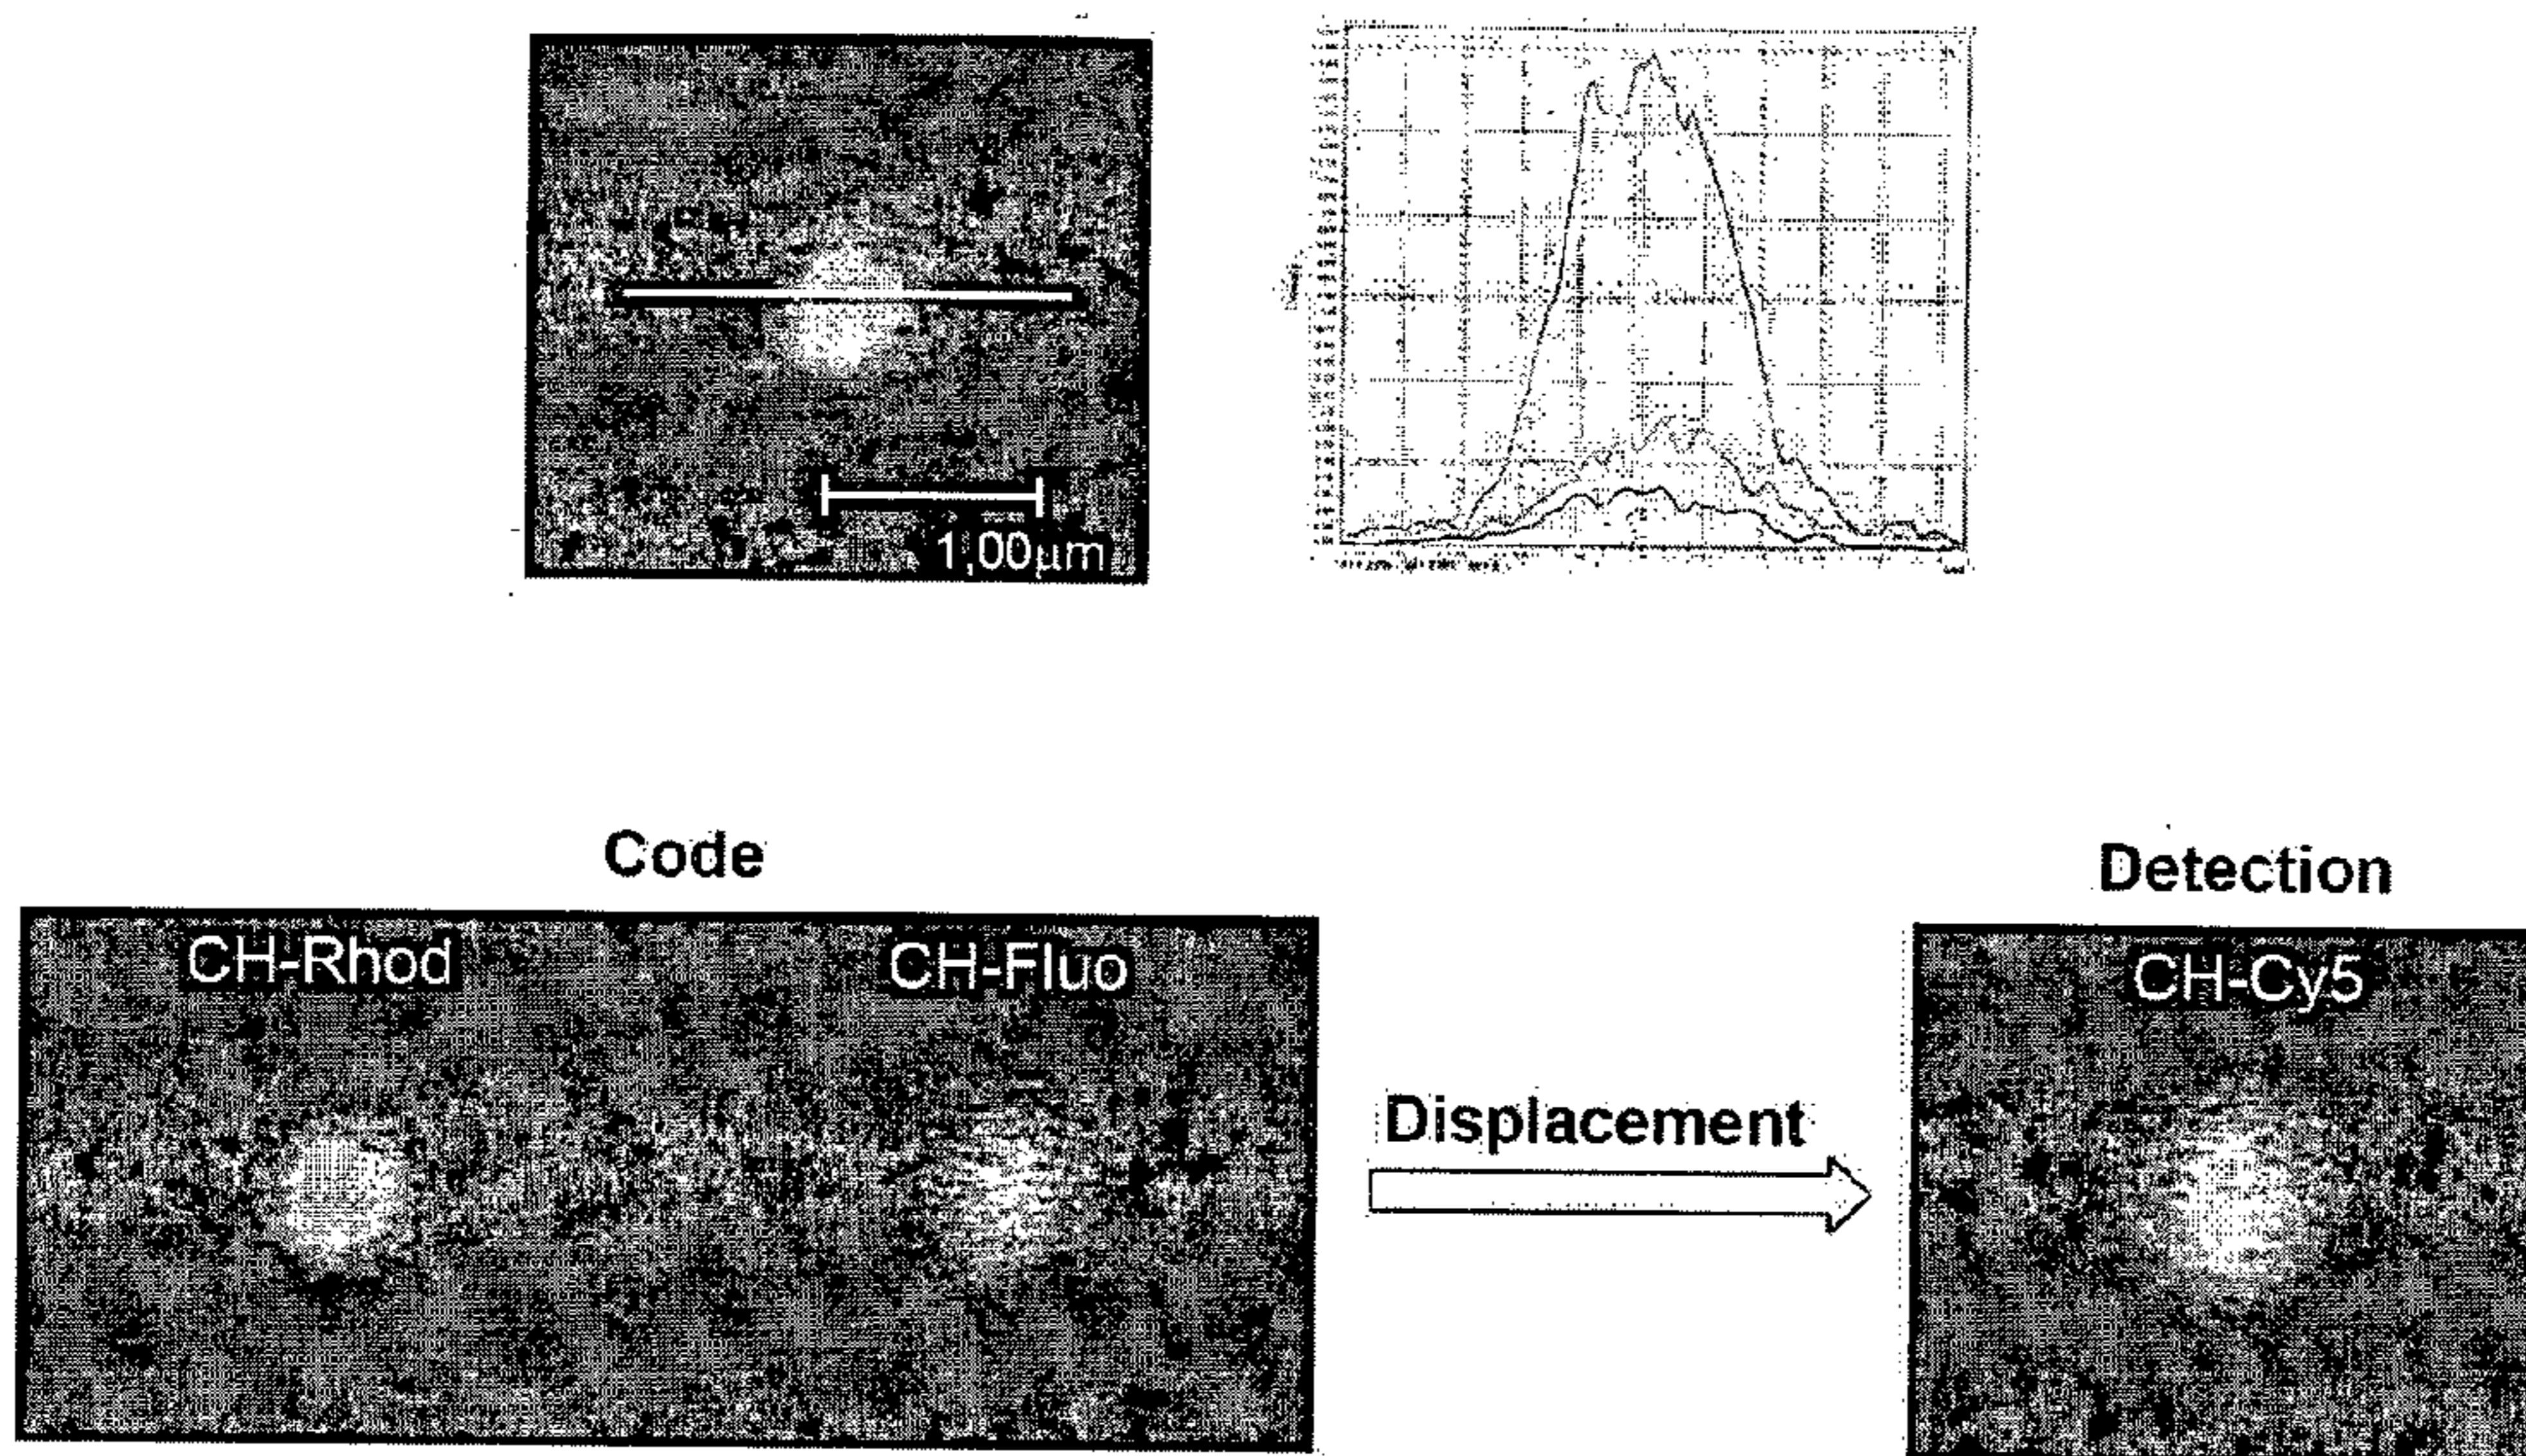 1,00µm
Code
Detection
CH-Rhod
CH-Fluo
CH-Cy5
Displacement